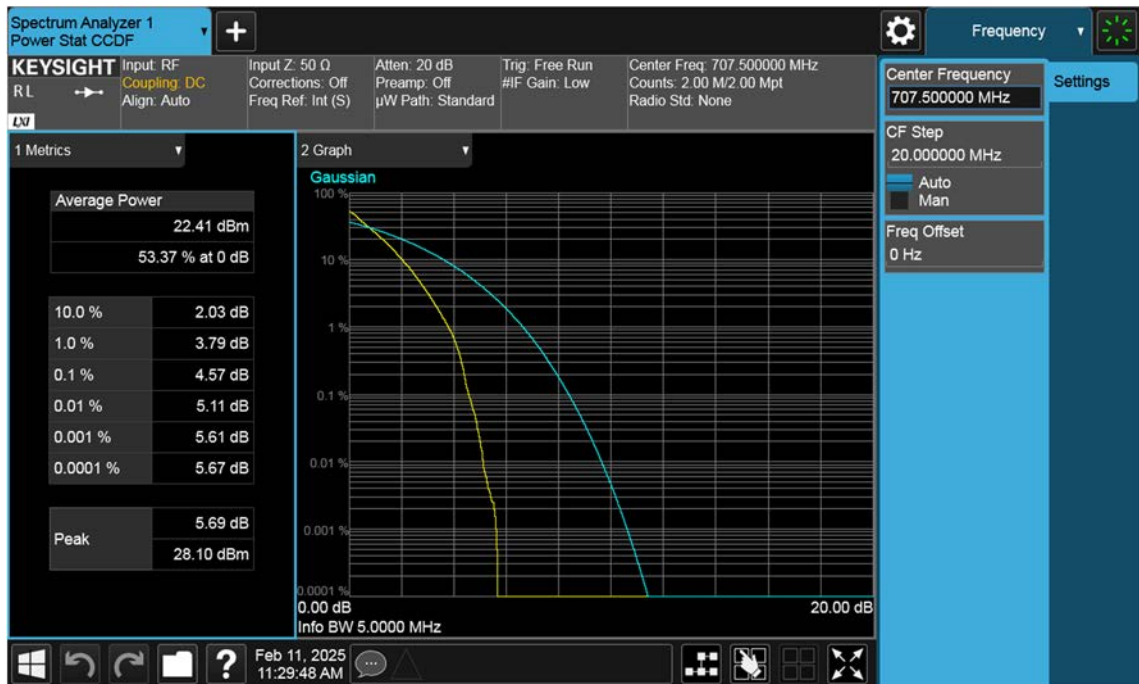 Spectrum Analyzer 1
Power Stat CCDF
Frequency
KEYSIGHT
RL
LXI
Input: RF
Coupling: DC
Align: Auto
Input Z: 50 Ω
Corrections: Off
Freq Ref: Int (S)
Atten: 20 dB
Preamp: Off
µW Path: Standard
Trig: Free Run
#IF Gain: Low
Center Freq: 707.500000 MHz
Counts: 2.00 M/2.00 Mpt
Radio Std: None
Center Frequency
707.500000 MHz
Settings
CF Step
20.000000 MHz
Auto
Man
Freq Offset
0 Hz
1 Metrics
Average Power
22.41 dBm
53.37 % at 0 dB
10.0 % 2.03 dB
1.0 % 3.79 dB
0.1 % 4.57 dB
0.01 % 5.11 dB
0.001 % 5.61 dB
0.0001 % 5.67 dB
Peak
5.69 dB
28.10 dBm
2 Graph
Gaussian
100 %
10 %
1 %
0.1 %
0.01 %
0.001 %
0.0001 %
0.00 dB 20.00 dB
Info BW 5.0000 MHz
?
Feb 11, 2025
11:29:48 AM